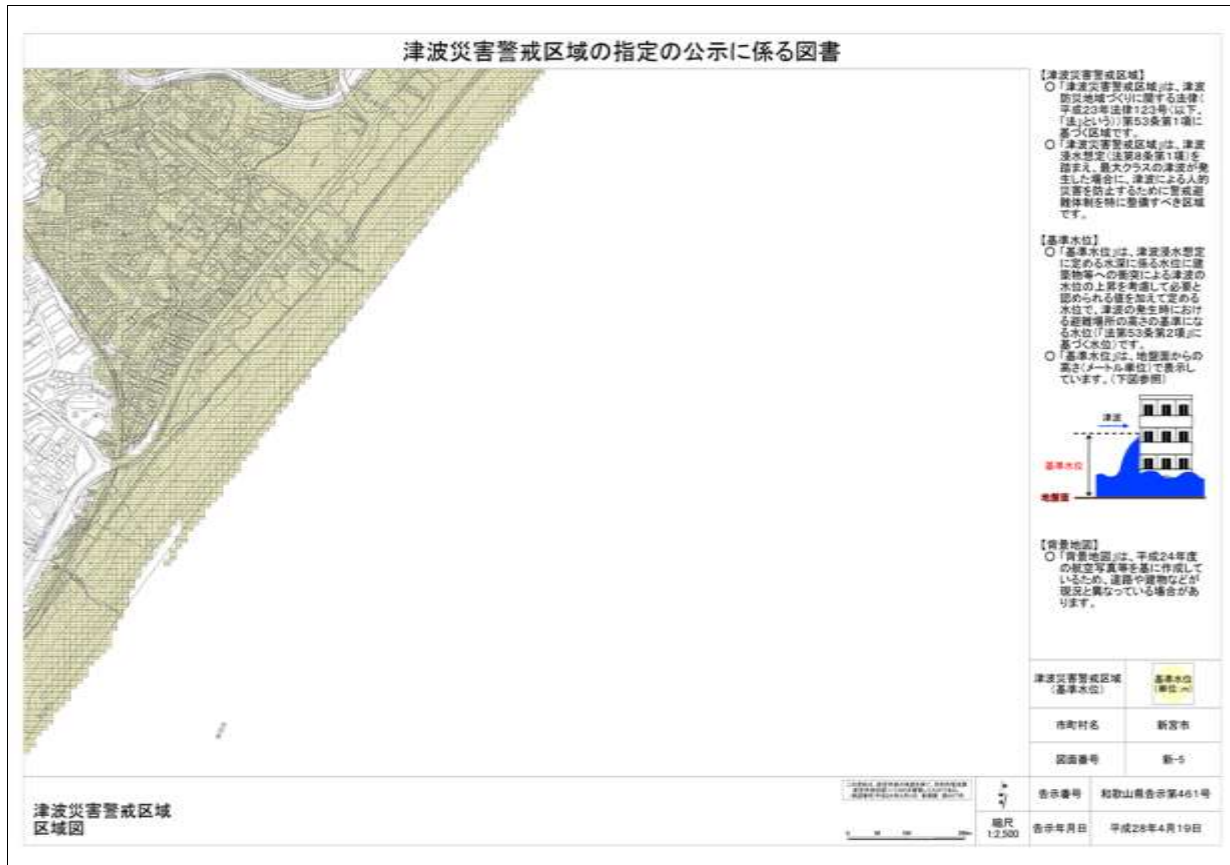 津波災害警戒区域の指定の公示に係る図書
【津波災害警戒区域】
○「津波災害警戒区域」は、津波
防災地域づくりに関する法律(
平成23年法律123号(以下、
「法」という))第53条第1項に
基づく区域です。
○「津波災害警戒区域」は、津波
浸水想定(法第8条第1項)を
踏まえ、最大クラスの津波が発
生した場合に、津波による人的
災害を防止するために警戒避
難体制を特に整備すべき区域
です。
【基準水位】
○「基準水位」は、津波浸水想定
に定める水深に係る水位に建
築物等への衝突による津波の
水位の上昇を考慮して必要と
認められる値を加えて定める
水位で、津波の発生時におけ
る避難場所の高さの基準にな
る水位(「法第53条第2項」に
基づく水位)です。
○「基準水位」は、地盤面からの
高さ(メートル単位)で表示し
ています。(下図参照)
津波
基準水位
地盤面
【背景地図】
○「背景地図」は、平成24年度
の航空写真等を基に作成して
いるため、道路や建物などが
現況と異なっている場合があ
ります。
津波災害警戒区域
(基準水位)
基準水位
(単位:m)
市町村名 新宮市
図面番号 新-5
告示番号 和歌山県告示第461号
縮尺
1:2,500
告示年月日 平成28年4月19日
津波災害警戒区域
区域図